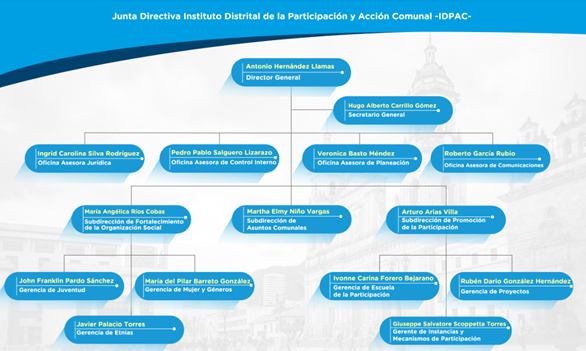 Junta Directiva Instituto Distrital de la Participación y Acción Comunal -IDPAC-
Antonio Hernández Llamas
Director General
Hugo Alberto Carrillo Gómez
Secretario General
Ingrid Carolina Silva Rodríguez
Oficina Asesora Jurídica
Pedro Pablo Salguero Lizarazo
Oficina Asesora de Control Interno
Veronica Basto Méndez
Oficina Asesora de Planeación
Roberto García Rubio
Oficina Asesora de Comunicaciones
María Angélica Ríos Cobas
Subdirección de Fortalecimiento
de la Organización Social
Martha Elmy Niño Vargas
Subdirección de
Asuntos Comunales
Arturo Arias Villa
Subdirección de Promoción
de la Participación
John Franklin Pardo Sánchez
Gerencia de Juventud
María del Pilar Barreto González
Gerencia de Mujer y Géneros
Ivonne Carina Forero Bejarano
Gerencia de Escuela
de la Participación
Rubén Dario González Hernández
Gerencia de Proyectos
Javier Palacio Torres
Gerencia de Etnias
Giuseppe Salvatore Scoppetta Torres
Gerente de Instancias y
Mecanismos de Participación